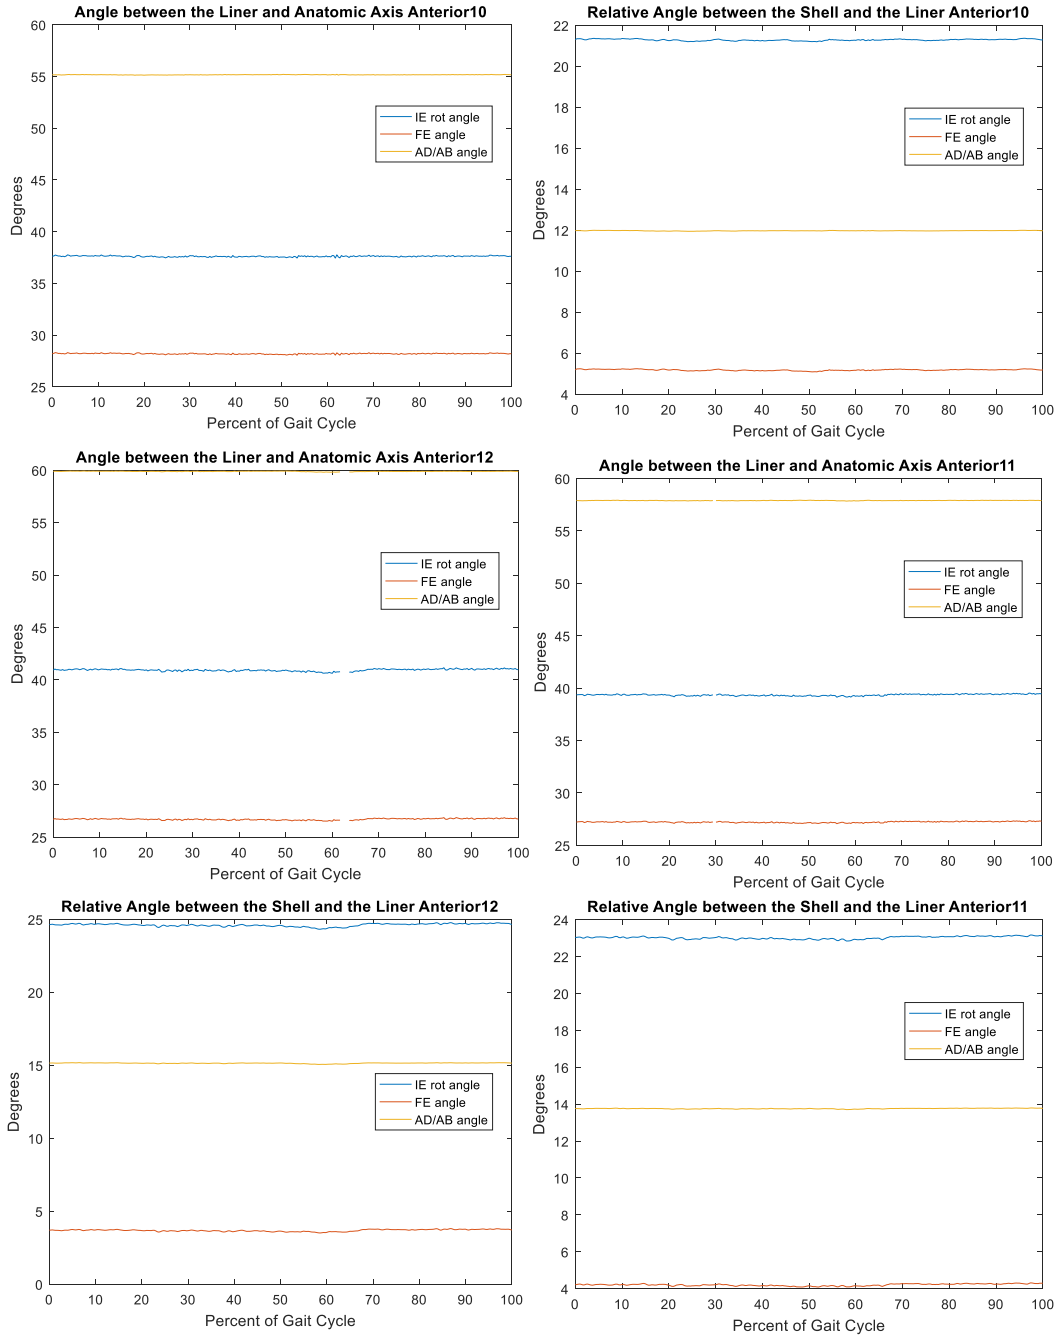 Angle between the Liner and Anatomic Axis Anterior10
60
55
50
45
40
35
30
25
Degrees
IE rot angle
FE angle
AD/AB angle
0 10 20 30 40 50 60 70 80 90 100
Percent of Gait Cycle
Relative Angle between the Shell and the Liner Anterior10
22
20
18
16
14
12
10
8
6
4
Degrees
IE rot angle
FE angle
AD/AB angle
0 10 20 30 40 50 60 70 80 90 100
Percent of Gait Cycle
Angle between the Liner and Anatomic Axis Anterior12
60
55
50
45
40
35
30
25
Degrees
IE rot angle
FE angle
AD/AB angle
0 10 20 30 40 50 60 70 80 90 100
Percent of Gait Cycle
Angle between the Liner and Anatomic Axis Anterior11
60
55
50
45
40
35
30
25
Degrees
IE rot angle
FE angle
AD/AB angle
0 10 20 30 40 50 60 70 80 90 100
Percent of Gait Cycle
Relative Angle between the Shell and the Liner Anterior12
25
20
15
10
5
0
Degrees
IE rot angle
FE angle
AD/AB angle
0 10 20 30 40 50 60 70 80 90 100
Percent of Gait Cycle
Relative Angle between the Shell and the Liner Anterior11
24
22
20
18
16
14
12
10
8
6
4
Degrees
IE rot angle
FE angle
AD/AB angle
0 10 20 30 40 50 60 70 80 90 100
Percent of Gait Cycle